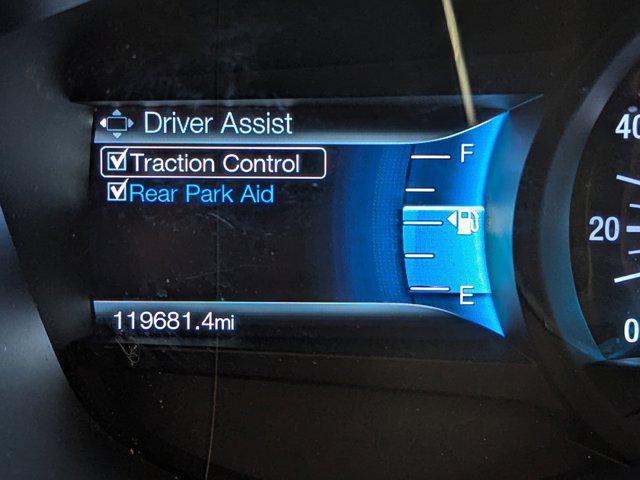 Driver Assist
Traction Control
Rear Park Aid
F
E
119681.4mi
40
20
0